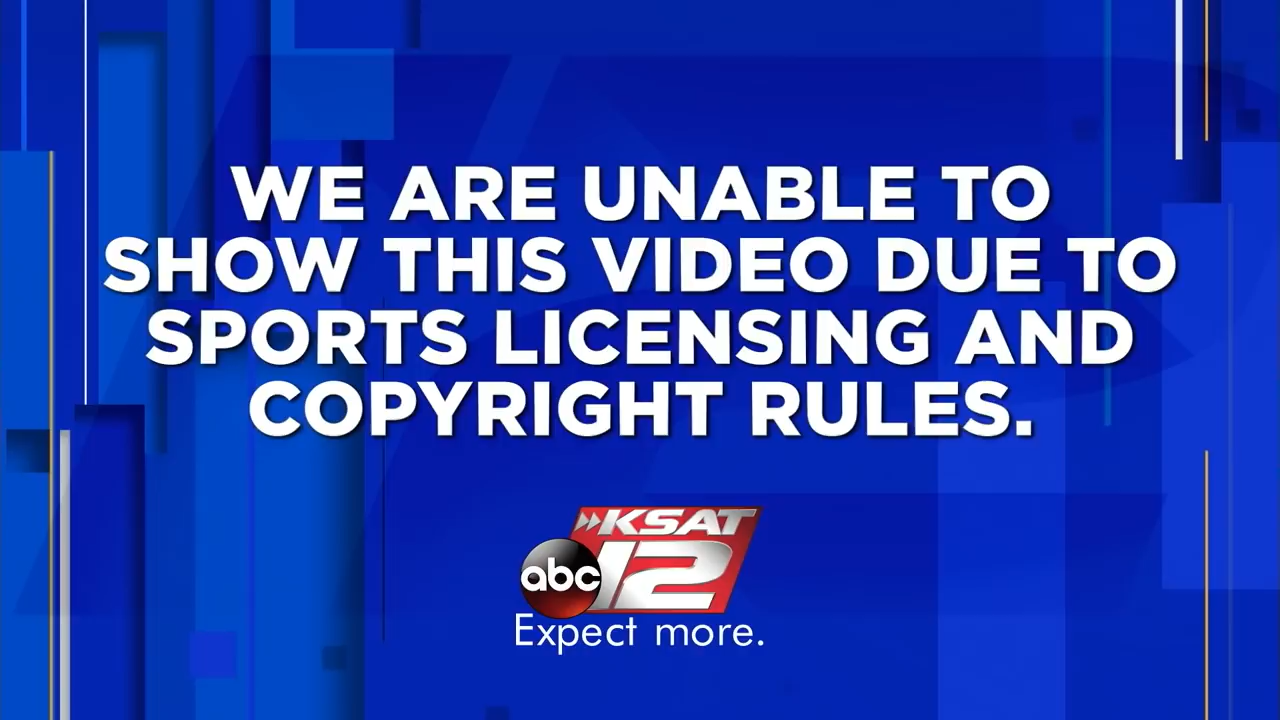 WE ARE UNABLE TO
SHOW THIS VIDEO DUE TO
SPORTS LICENSING AND
COPYRIGHT RULES.
KSAT
abc 12
Expect more.